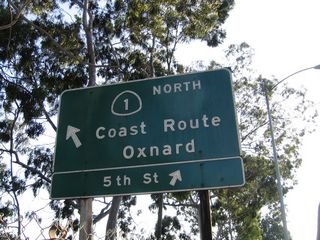 1 NORTH
Coast Route
Oxnard
5th St